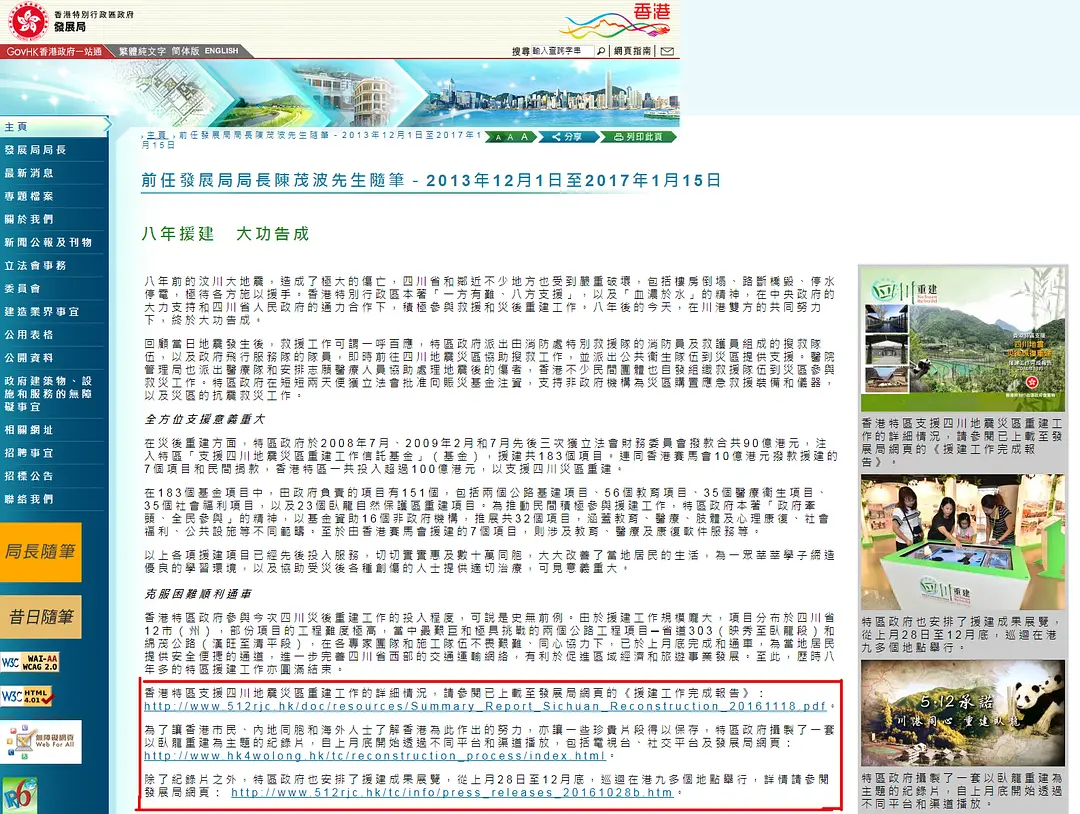 香港特別行政區政府
發展局
香港
GovHK香港政府一站通
繁體純文字 简体版 ENGLISH
搜尋 輸入查詢字串
網頁指南
主頁
發展局局長
最新消息
專題檔案
關於我們
新聞公報及刊物
立法會事務
委員會
建造業界事宜
公用表格
公開資料
政府建築物、設
施和服務的無障
礙事宜
相關網址
招聘事宜
招標公告
聯絡我們
局長隨筆
昔日隨筆
W3C WAI-AA
WCAG 2.0
W3C HTML
4.01
無障礙網頁
Web For All
主頁 前任發展局局長陳茂波先生隨筆 - 2013年12月1日至2017年1
月15日
A A A
分享
列印此頁
前任發展局局長陳茂波先生隨筆 - 2013年12月1日至2017年1月15日
八年援建 大功告成
八年前的汶川大地震，造成了極大的傷亡，四川省和鄰近不少地方也受到嚴重破壞，包括樓房倒塌、路斷橋毀、停水
停電，極待各方施以援手。香港特別行政區本著「一方有難、八方支援」，以及「血濃於水」的精神，在中央政府的
大力支持和四川省人民政府的通力合作下，積極參與救援和災後重建工作。八年後的今天，在川港雙方的共同努力
下，終於大功告成。
回顧當日地震發生後，救援工作可謂一呼百應，特區政府派出由消防處特別救援隊的消防員及救護員組成的搜救隊
伍，以及政府飛行服務隊的隊員，即時前往四川地震災區協助搜救工作，並派出公共衛生隊伍到災區提供支援。醫院
管理局也派出醫療隊和安排志願醫療人員協助處理地震後的傷者，香港不少民間團體也自發組織救援隊伍到災區參與
救災工作。特區政府在短短兩天便獲立法會批准向賑災基金注資，支持非政府機構為災區購置應急救援裝備和儀器，
以及災區的抗震救災工作。
全方位支援意義重大
在災後重建方面，特區政府於2008年7月、2009年2月和7月先後三次獲立法會財務委員會撥款合共90億港元，注
入特區「支援四川地震災區重建工作信託基金」（基金），援建共183個項目。連同香港賽馬會10億港元撥款援建的
7個項目和民間捐款，香港特區一共投入超過100億港元，以支援四川災區重建。
在183個基金項目中，由政府負責的項目有151個，包括兩個公路基建項目、56個教育項目、35個醫療衛生項目、
35個社會福利項目，以及23個臥龍自然保護區重建項目。為推動民間積極參與援建工作，特區政府本著「政府牽
頭、全民參與」的精神，以基金資助16個非政府機構，推展共32個項目，涵蓋教育、醫療、肢體及心理康復、社會
福利、公共設施等不同範疇。至於由香港賽馬會援建的7個項目，則涉及教育、醫療及康復軟件服務等。
以上各項援建項目已經先後投入服務，切切實實惠及數十萬同胞，大大改善了當地居民的生活，為一眾莘莘學子締造
優良的學習環境，以及協助受災後各種創傷的人士提供適切治療，可見意義重大。
克服困難順利通車
香港特區政府參與今次四川災後重建工作的投入程度，可說是史無前例。由於援建工作規模龐大，項目分布於四川省
12市（州），部份項目的工程難度極高，當中最艱巨和極具挑戰的兩個公路工程項目─省道303（映秀至臥龍段）和
綿茂公路（漢旺至清平段），在各專家團隊和施工隊伍不畏艱難、同心協力下，已於上月底完成和通車，為當地居民
提供安全便捷的通道，進一步完善四川省西部的交通運輸網絡，有利於促進區域經濟和旅遊事業發展。至此，歷時八
年多的特區援建工作亦圓滿結束。
香港特區支援四川地震災區重建工作的詳細情況，請參閱已上載至發展局網頁的《援建工作完成報告》：
http://www.512rjc.hk/doc/resources/Summary_Report_Sichuan_Reconstruction_20161118.pdf。
為了讓香港市民、內地同胞和海外人士了解香港為此作出的努力，亦讓一些珍貴片段得以保存，特區政府攝製了一套
以臥龍重建為主題的紀錄片，自上月底開始透過不同平台和渠道播放，包括電視台、社交平台及發展局網頁：
http://www.hk4wolong.hk/tc/reconstruction_process/index.html。
除了紀錄片之外，特區政府也安排了援建成果展覽，從上月28日至12月底，巡迴在港九多個地點舉行，詳情請參閱
發展局網頁： http://www.512rjc.hk/tc/info/press_releases_20161028b.htm。
重建
香港特區支援四川地震災區重建工
作的詳細情況，請參閱已上載至發
展局網頁的《援建工作完成報
告》。
重建
特區政府也安排了援建成果展覽，
從上月28日至12月底，巡迴在港
九多個地點舉行。
5.12承諾
川港同心 重建臥龍
特區政府攝製了一套以臥龍重建為
主題的紀錄片，自上月底開始透過
不同平台和渠道播放。